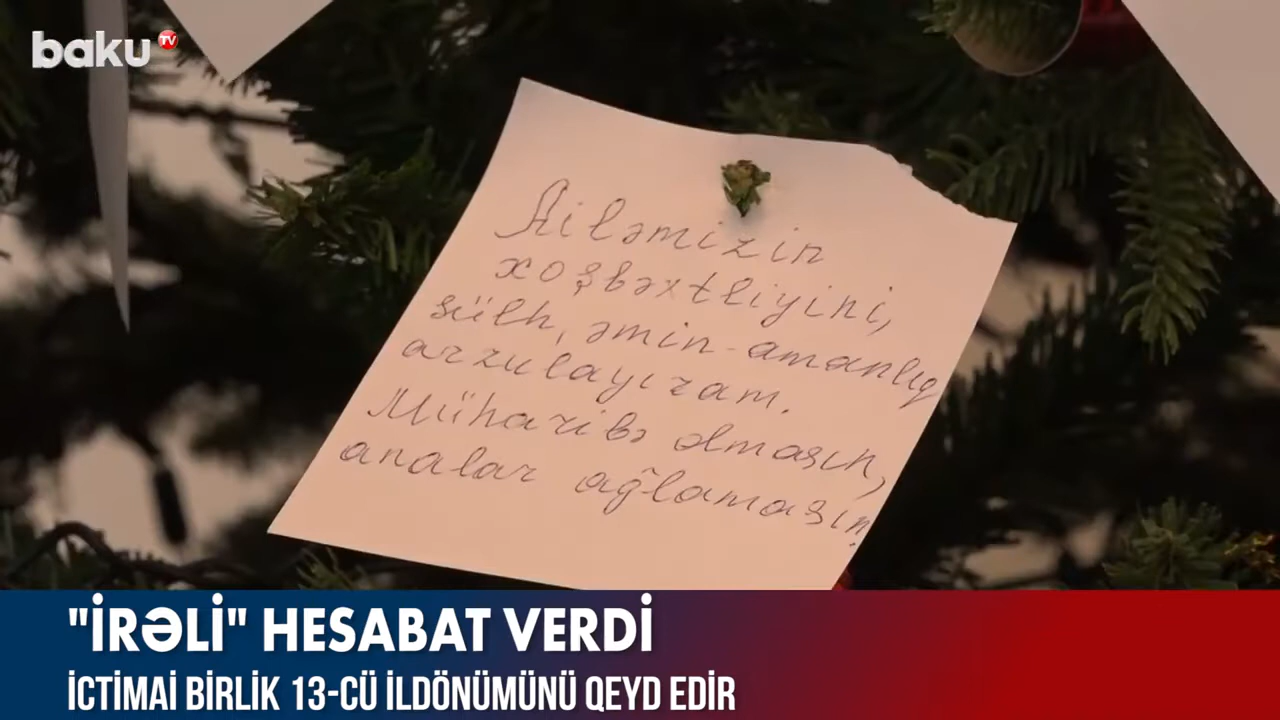 baku TV
Ailəmizin
xoşbəxtliyini,
sülh, əmin-amanlıq
arzulayıram.
Müharibə olmasın,
analar ağlamasın.
"İRƏLİ" HESABAT VERDİ
İCTİMAİ BİRLİK 13-CÜ İLDÖNÜMÜNÜ QEYD EDİR